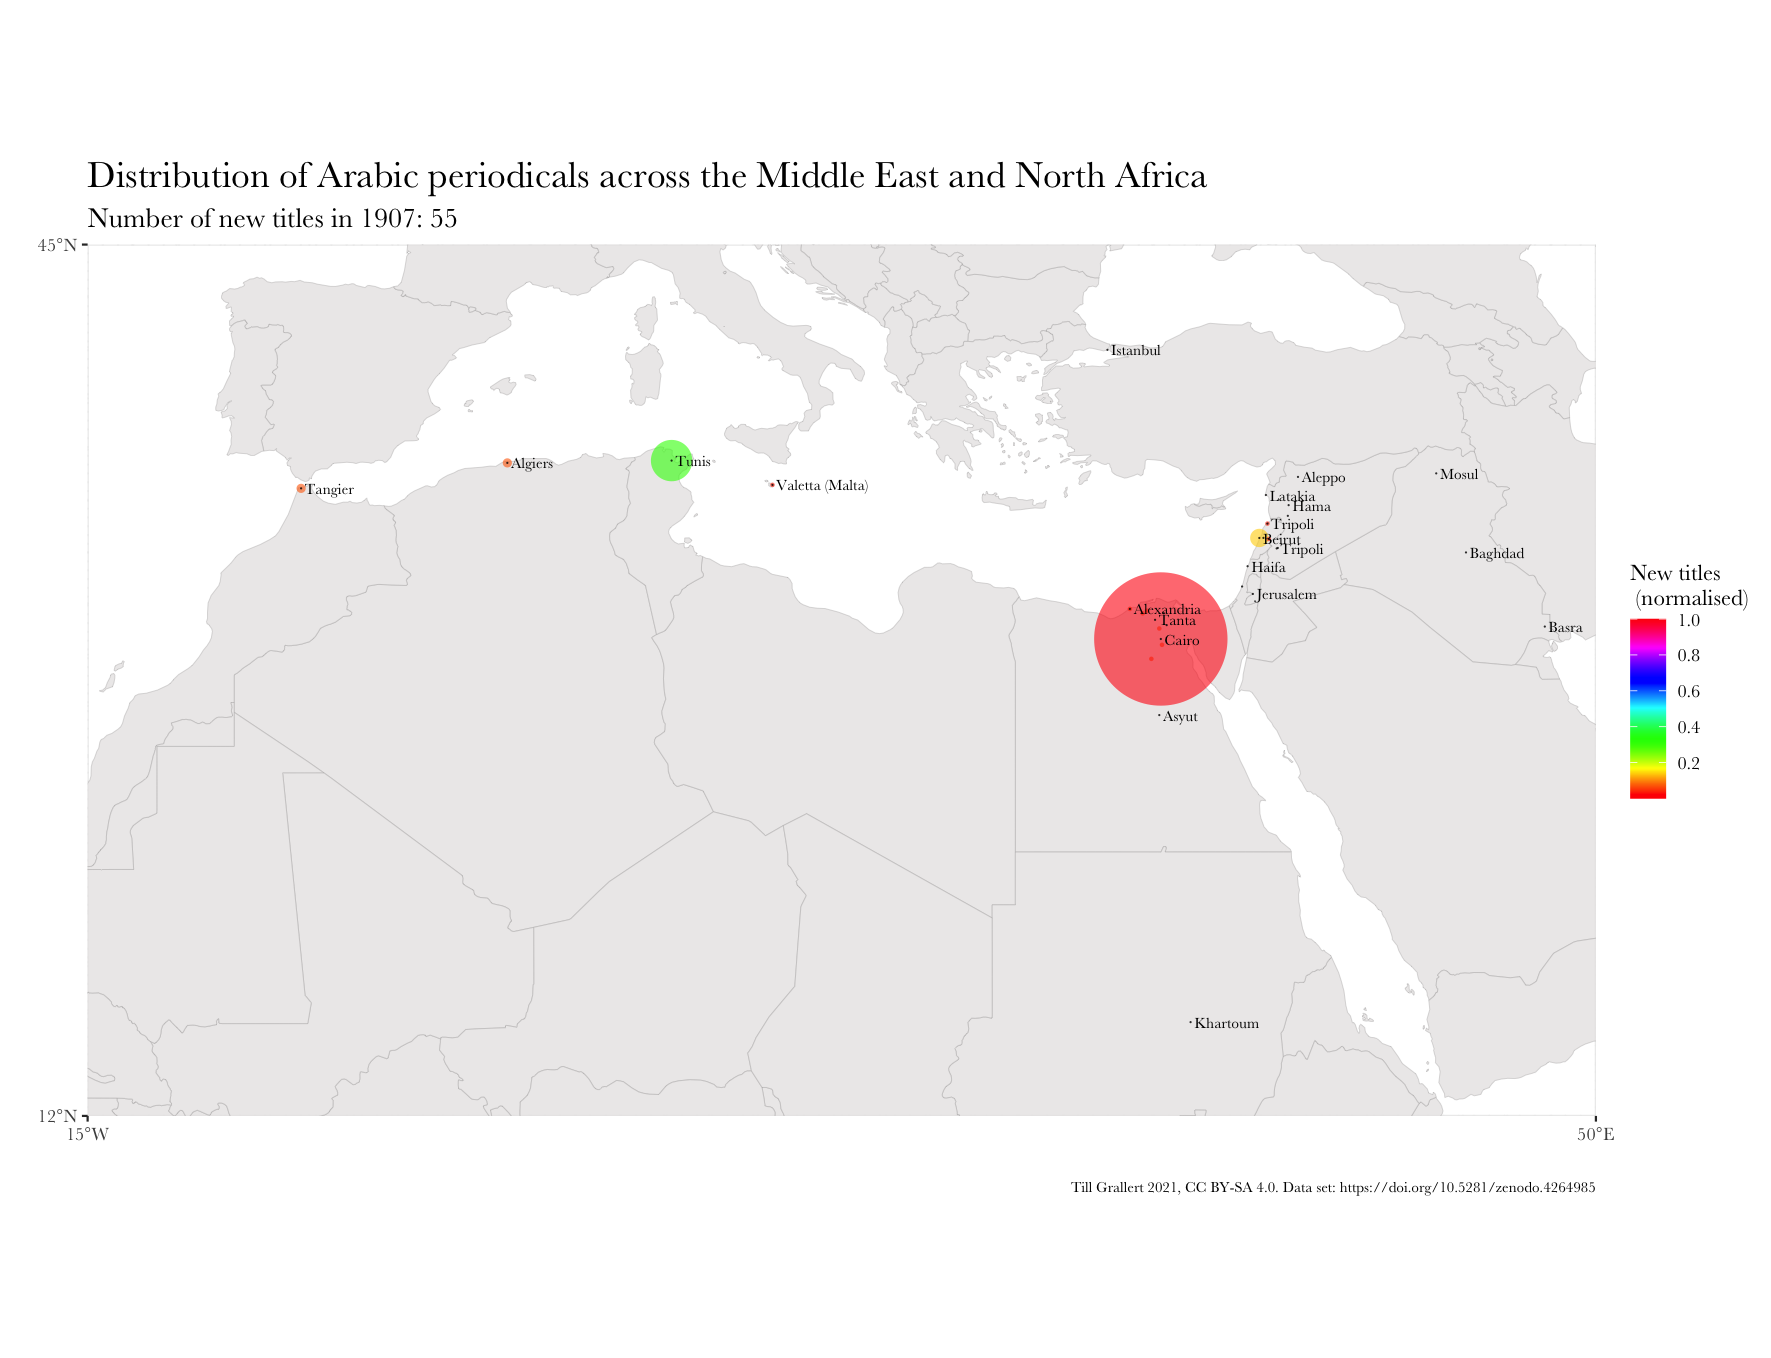 Distribution of Arabic periodicals across the Middle East and North Africa
Number of new titles in 1907: 55
45°N
Istanbul
Algiers
Tunis
Tangier
Valetta (Malta)
Aleppo
Mosul
Latakia
Hama
Tripoli
Beirut
Tripoli
Baghdad
Haifa
Jerusalem
Alexandria
Tanta
Cairo
Basra
Asyut
Khartoum
New titles
(normalised)
1.0
0.8
0.6
0.4
0.2
12°N
15°W
50°E
Till Grallert 2021, CC BY-SA 4.0. Data set: https://doi.org/10.5281/zenodo.4264985